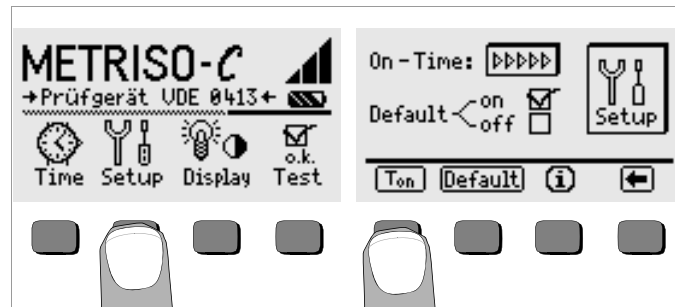 METRISO-C
→Prüfgerät VDE 0413←
Time Setup Display o.k. Test
On-Time: ▷▷▷▷▷
Default on off
Setup
Ton Default i